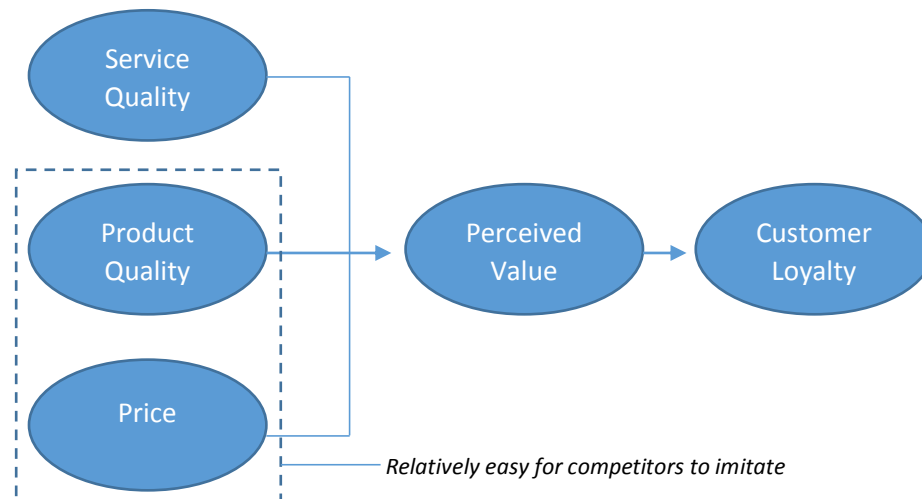 Service
Quality
Product
Quality
Perceived
Value
Customer
Loyalty
Price
Relatively easy for competitors to imitate